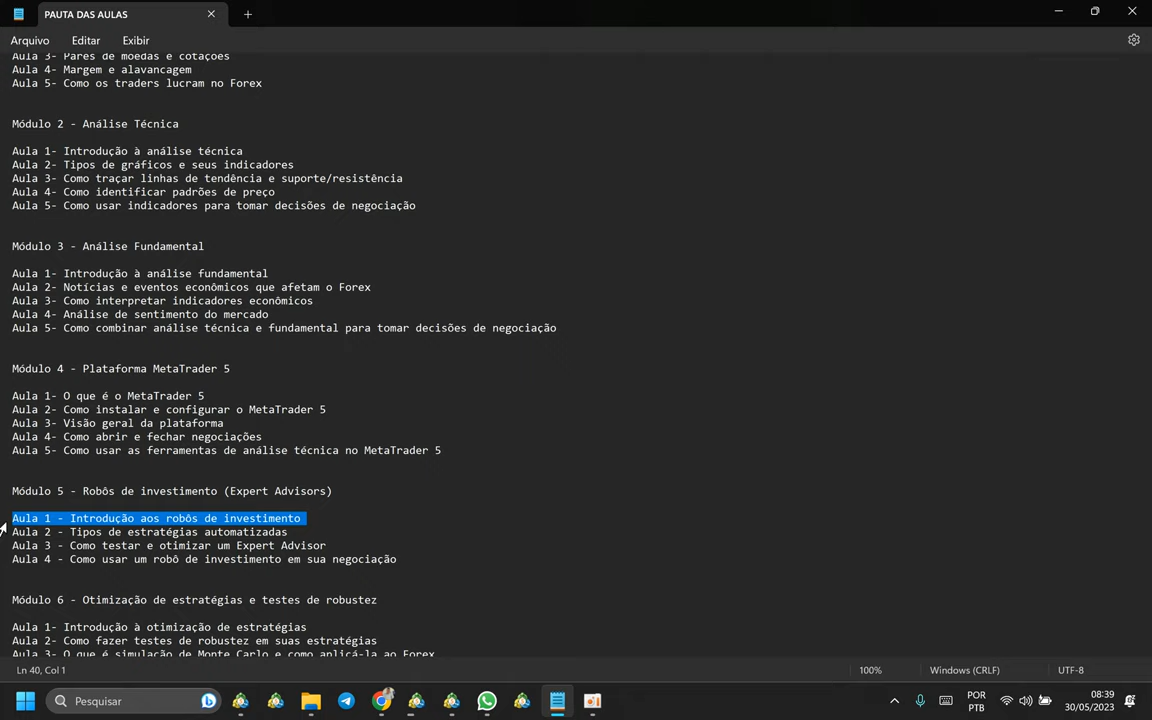 PAUTA DAS AULAS
Arquivo Editar Exibir
Aula 3- Pares de moedas e cotações
Aula 4- Margem e alavancagem
Aula 5- Como os traders lucram no Forex
Módulo 2 - Análise Técnica
Aula 1- Introdução à análise técnica
Aula 2- Tipos de gráficos e seus indicadores
Aula 3- Como traçar linhas de tendência e suporte/resistência
Aula 4- Como identificar padrões de preço
Aula 5- Como usar indicadores para tomar decisões de negociação
Módulo 3 - Análise Fundamental
Aula 1- Introdução à análise fundamental
Aula 2- Notícias e eventos econômicos que afetam o Forex
Aula 3- Como interpretar indicadores econômicos
Aula 4- Análise de sentimento do mercado
Aula 5- Como combinar análise técnica e fundamental para tomar decisões de negociação
Módulo 4 - Plataforma MetaTrader 5
Aula 1- O que é o MetaTrader 5
Aula 2- Como instalar e configurar o MetaTrader 5
Aula 3- Visão geral da plataforma
Aula 4- Como abrir e fechar negociações
Aula 5- Como usar as ferramentas de análise técnica no MetaTrader 5
Módulo 5 - Robôs de investimento (Expert Advisors)
Aula 1 - Introdução aos robôs de investimento
Aula 2 - Tipos de estratégias automatizadas
Aula 3 - Como testar e otimizar um Expert Advisor
Aula 4 - Como usar um robô de investimento em sua negociação
Módulo 6 - Otimização de estratégias e testes de robustez
Aula 1- Introdução à otimização de estratégias
Aula 2- Como fazer testes de robustez em suas estratégias
Aula 3- O que é simulação de Monte Carlo e como aplicá-la ao Forex
Ln 40, Col 1 100% Windows (CRLF) UTF-8
Pesquisar
POR
PTB
08:39
30/05/2023